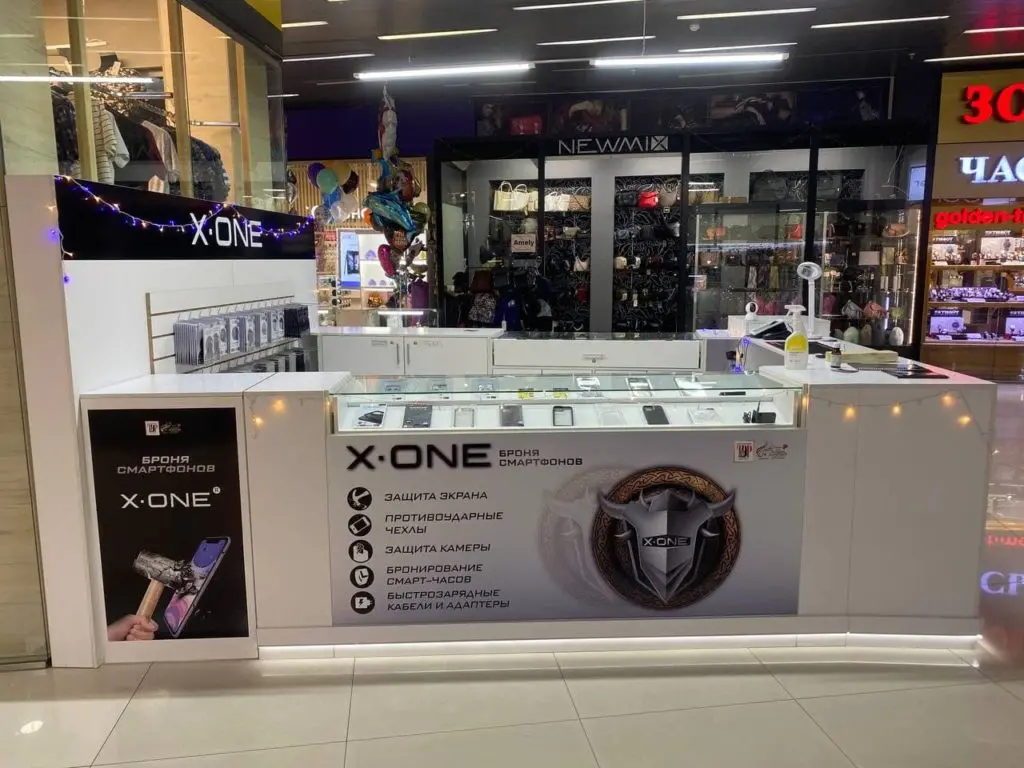 NEWMIX
X·ONE
Amely
ЗО
ЧАС
golden-t
БРОНЯ
СМАРТФОНОВ
X·ONE®
X·ONE БРОНЯ
СМАРТФОНОВ
ЗАЩИТА ЭКРАНА
ПРОТИВОУДАРНЫЕ
ЧЕХЛЫ
ЗАЩИТА КАМЕРЫ
БРОНИРОВАНИЕ
СМАРТ-ЧАСОВ
БЫСТРОЗАРЯДНЫЕ
КАБЕЛИ И АДАПТЕРЫ
X·ONE